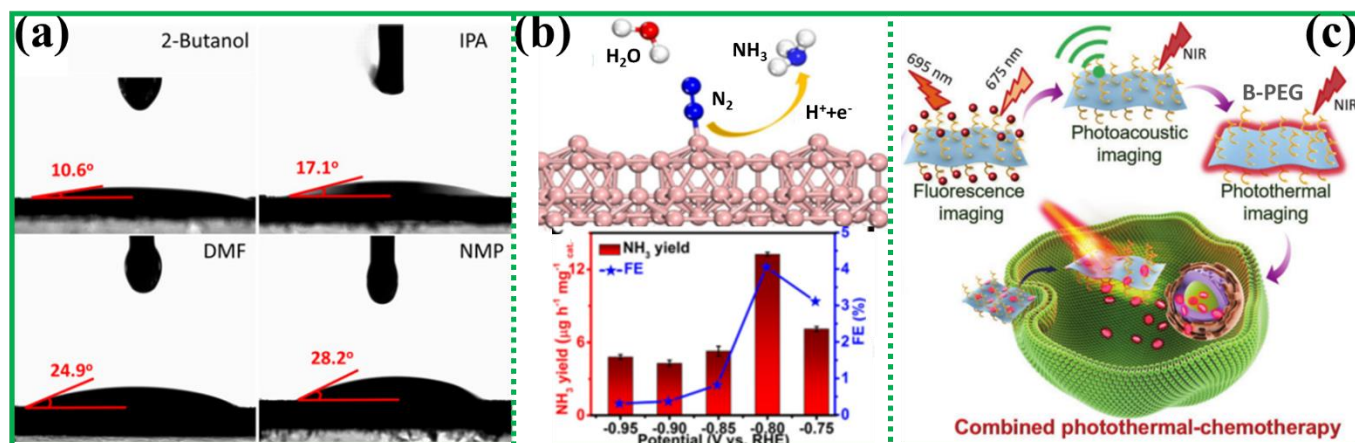 (a)
2-Butanol
IPA
10.6°
17.1°
DMF
NMP
24.9°
28.2°
(b)
H₂O
NH₃
N₂
H⁺+e⁻
NH₃ yield
FE
NH₃ yield (μg h⁻¹ mg⁻¹cat.)
0
6
12
FE (%)
0
1
2
3
4
5
-0.95 -0.90 -0.85 -0.80 -0.75
Potential (V vs. RHE)
(c)
695 nm
675 nm
NIR
Photoacoustic
imaging
B-PEG
NIR
Fluorescence
imaging
Photothermal
imaging
Combined photothermal-chemotherapy